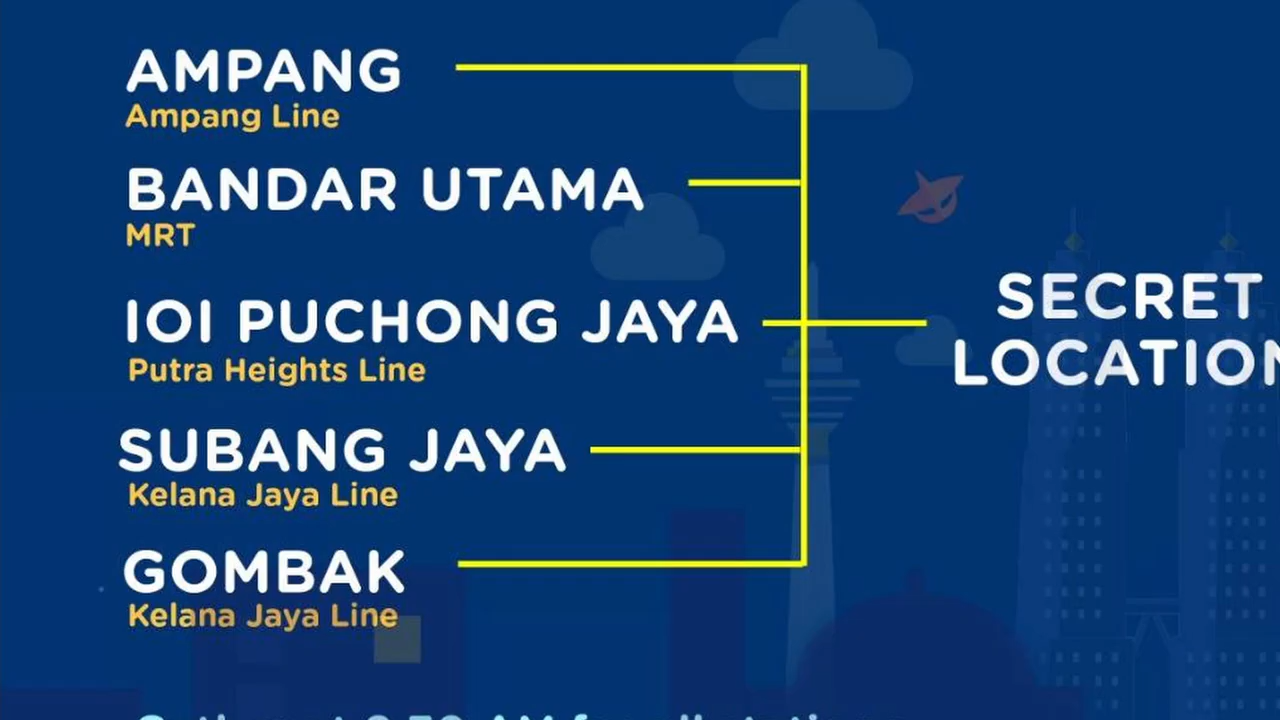 AMPANG
Ampang Line
BANDAR UTAMA
MRT
IOI PUCHONG JAYA
Putra Heights Line
SECRET
LOCATION
SUBANG JAYA
Kelana Jaya Line
GOMBAK
Kelana Jaya Line